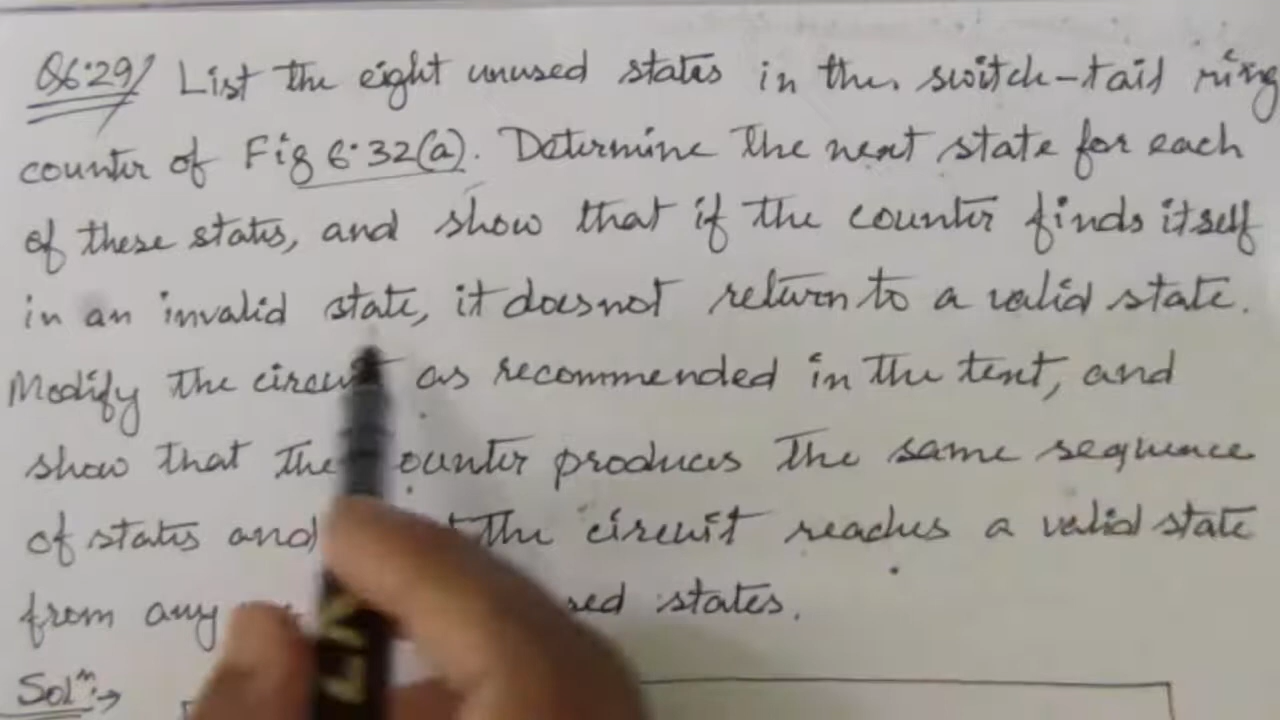 Q6.29/ List the eight unused states in the switch-tail ring
counter of Fig 6.32(a). Determine the next state for each
of these states, and show that if the counter finds itself
in an invalid state, it doesnot return to a valid state.
Modify the circuit as recommended in the text, and
show that the counter produces the same sequence
of states and the circuit reaches a valid state
from any states.
Solⁿ:→